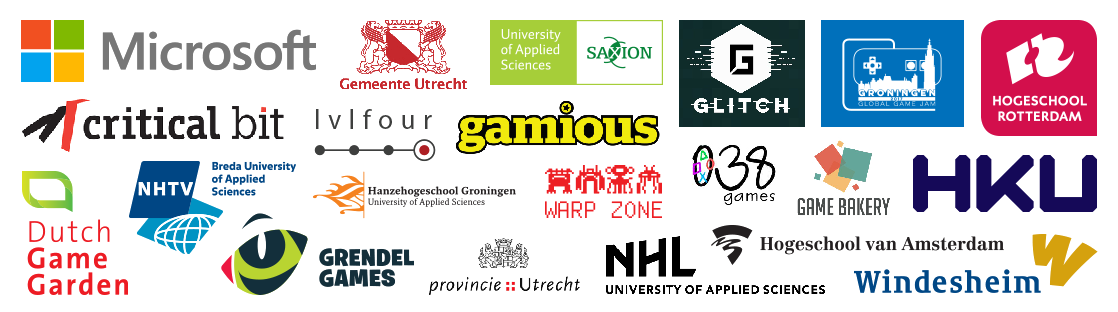 Microsoft
Gemeente Utrecht
University
of Applied
Sciences
SAXION
G
GLITCH
GRONINGEN
GLOBAL GAME JAM
HOGESCHOOL
ROTTERDAM
critical bit
lvlfour
gamious
NHTV
Breda University
of Applied
Sciences
Hanzehogeschool Groningen
University of Applied Sciences
WARP ZONE
038
games
GAME BAKERY
HKU
Dutch
Game
Garden
GRENDEL
GAMES
provincie :: Utrecht
NHL
UNIVERSITY OF APPLIED SCIENCES
Hogeschool van Amsterdam
Windesheim
W